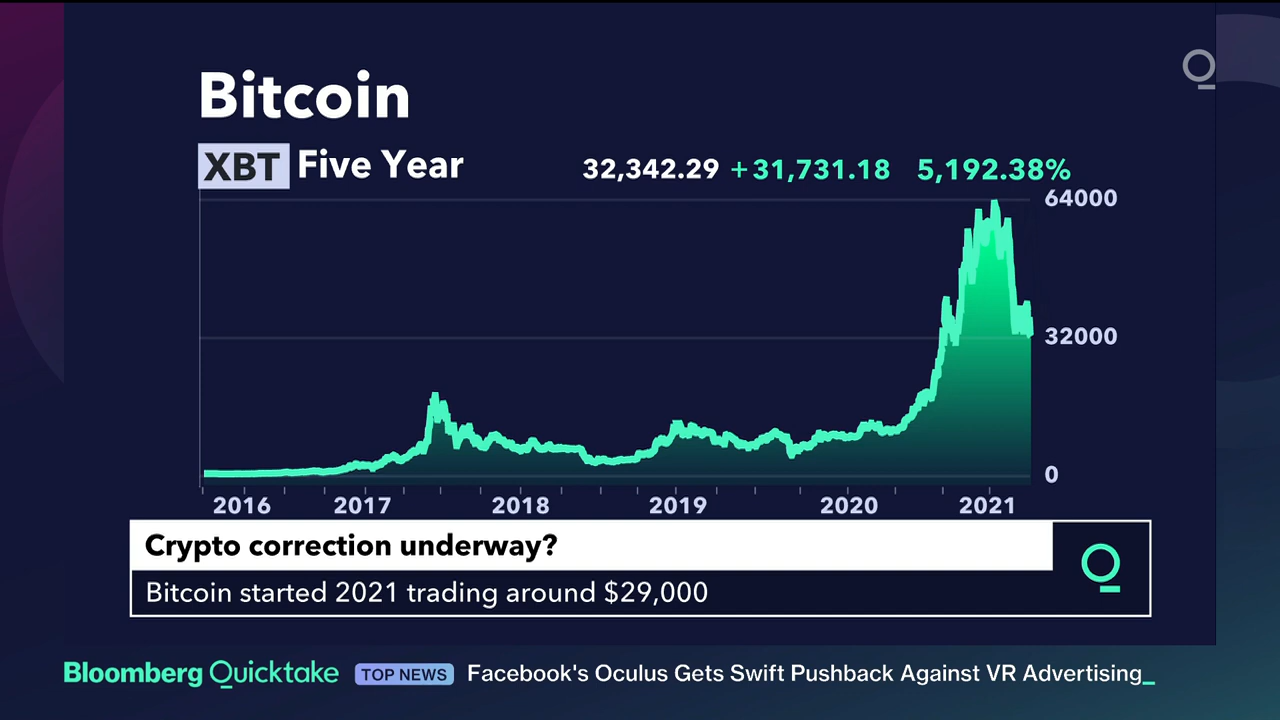 Bitcoin
XBT Five Year 32,342.29 +31,731.18 5,192.38%
64000
32000
0
2016 2017 2018 2019 2020 2021
Crypto correction underway?
Bitcoin started 2021 trading around $29,000
Bloomberg Quicktake TOP NEWS Facebook's Oculus Gets Swift Pushback Against VR Advertising_